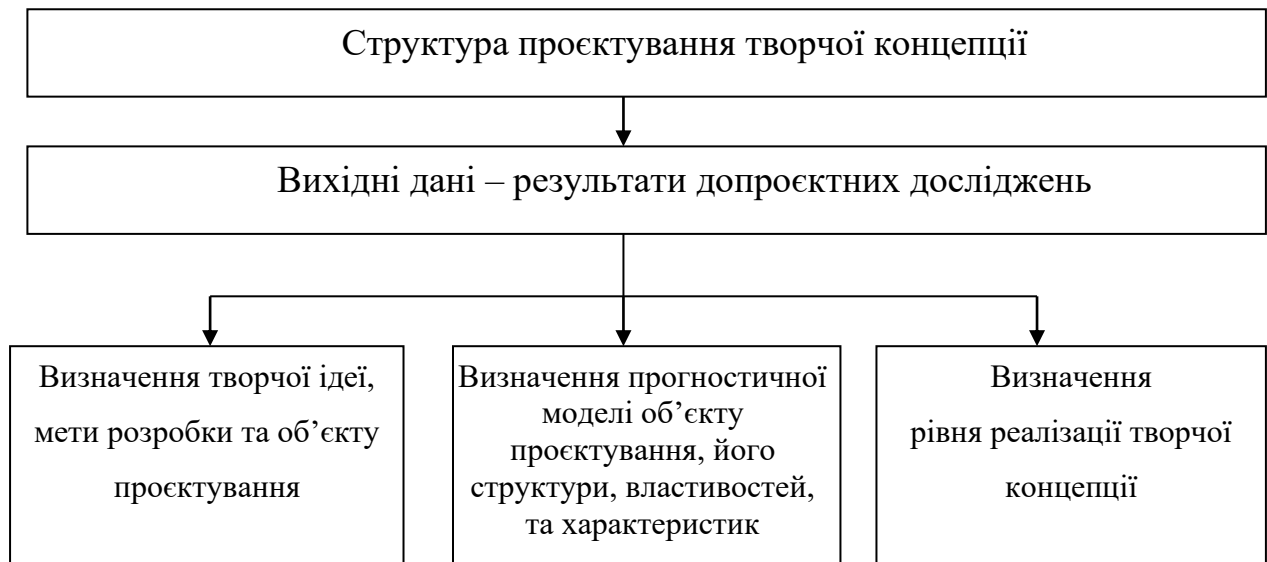 Структура проєктування творчої концепції
Вихідні дані – результати допроєктних досліджень
Визначення творчої ідеї,
мети розробки та об’єкту
проєктування
Визначення прогностичної
моделі об’єкту
проєктування, його
структури, властивостей,
та характеристик
Визначення
рівня реалізації творчої
концепції